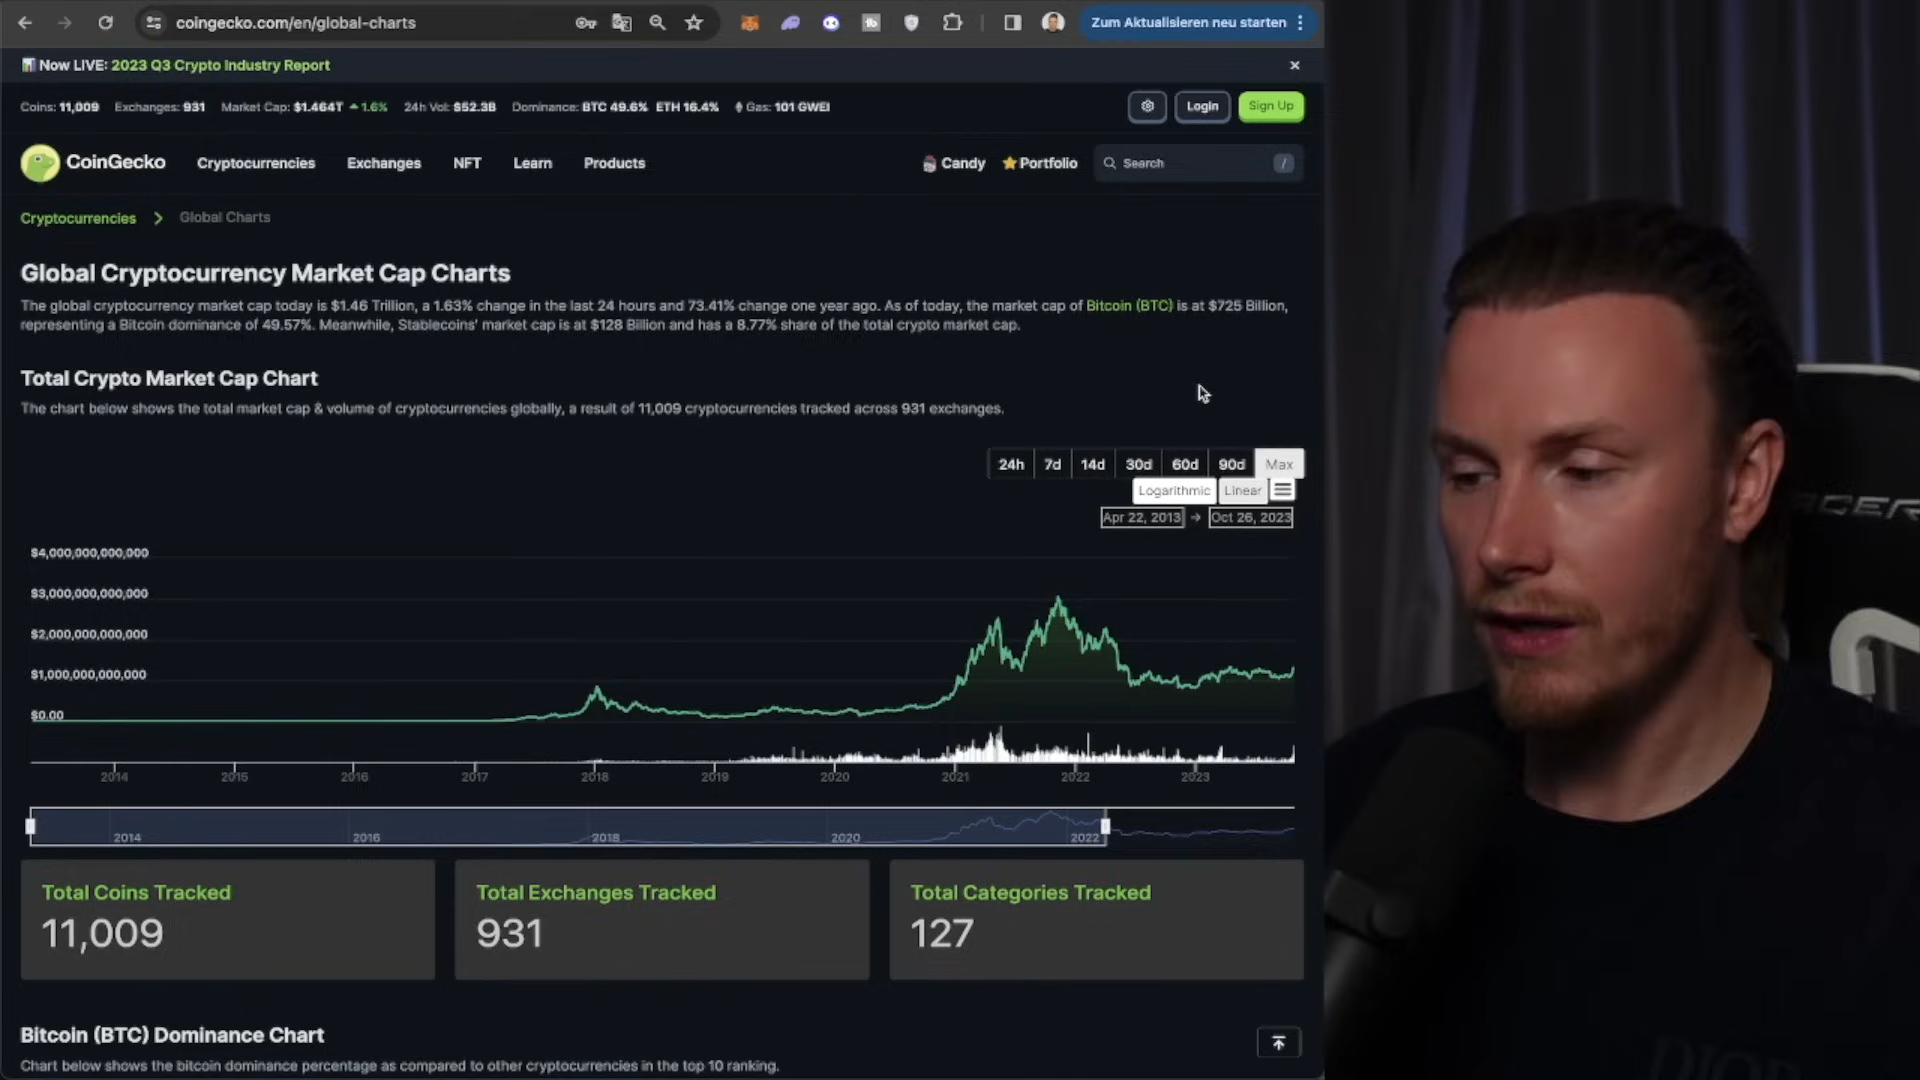 coingecko.com/en/global-charts
Zum Aktualisieren neu starten
Now LIVE: 2023 Q3 Crypto Industry Report
Coins: 11,009 Exchanges: 931 Market Cap: $1.464T 1.6% 24h Vol: $52.3B Dominance: BTC 49.6% ETH 16.4% Gas: 101 GWEI
Login
Sign Up
CoinGecko
Cryptocurrencies Exchanges NFT Learn Products
Candy Portfolio
Search /
Cryptocurrencies > Global Charts
Global Cryptocurrency Market Cap Charts
The global cryptocurrency market cap today is $1.46 Trillion, a 1.63% change in the last 24 hours and 73.41% change one year ago. As of today, the market cap of Bitcoin (BTC) is at $725 Billion,
representing a Bitcoin dominance of 49.57%. Meanwhile, Stablecoins' market cap is at $128 Billion and has a 8.77% share of the total crypto market cap.
Total Crypto Market Cap Chart
The chart below shows the total market cap & volume of cryptocurrencies globally, a result of 11,009 cryptocurrencies tracked across 931 exchanges.
24h 7d 14d 30d 60d 90d Max
Logarithmic Linear
Apr 22, 2013 → Oct 26, 2023
$4,000,000,000,000
$3,000,000,000,000
$2,000,000,000,000
$1,000,000,000,000
$0.00
2014 2015 2016 2017 2018 2019 2020 2021 2022 2023
2014 2016 2018 2020 2022
Total Coins Tracked
11,009
Total Exchanges Tracked
931
Total Categories Tracked
127
Bitcoin (BTC) Dominance Chart
Chart below shows the bitcoin dominance percentage as compared to other cryptocurrencies in the top 10 ranking.
DIOR